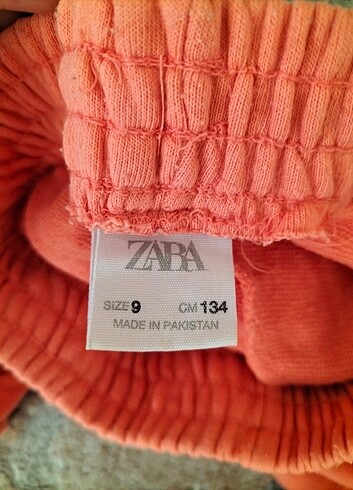 ZARA
SIZE 9 CM 134
MADE IN PAKISTAN